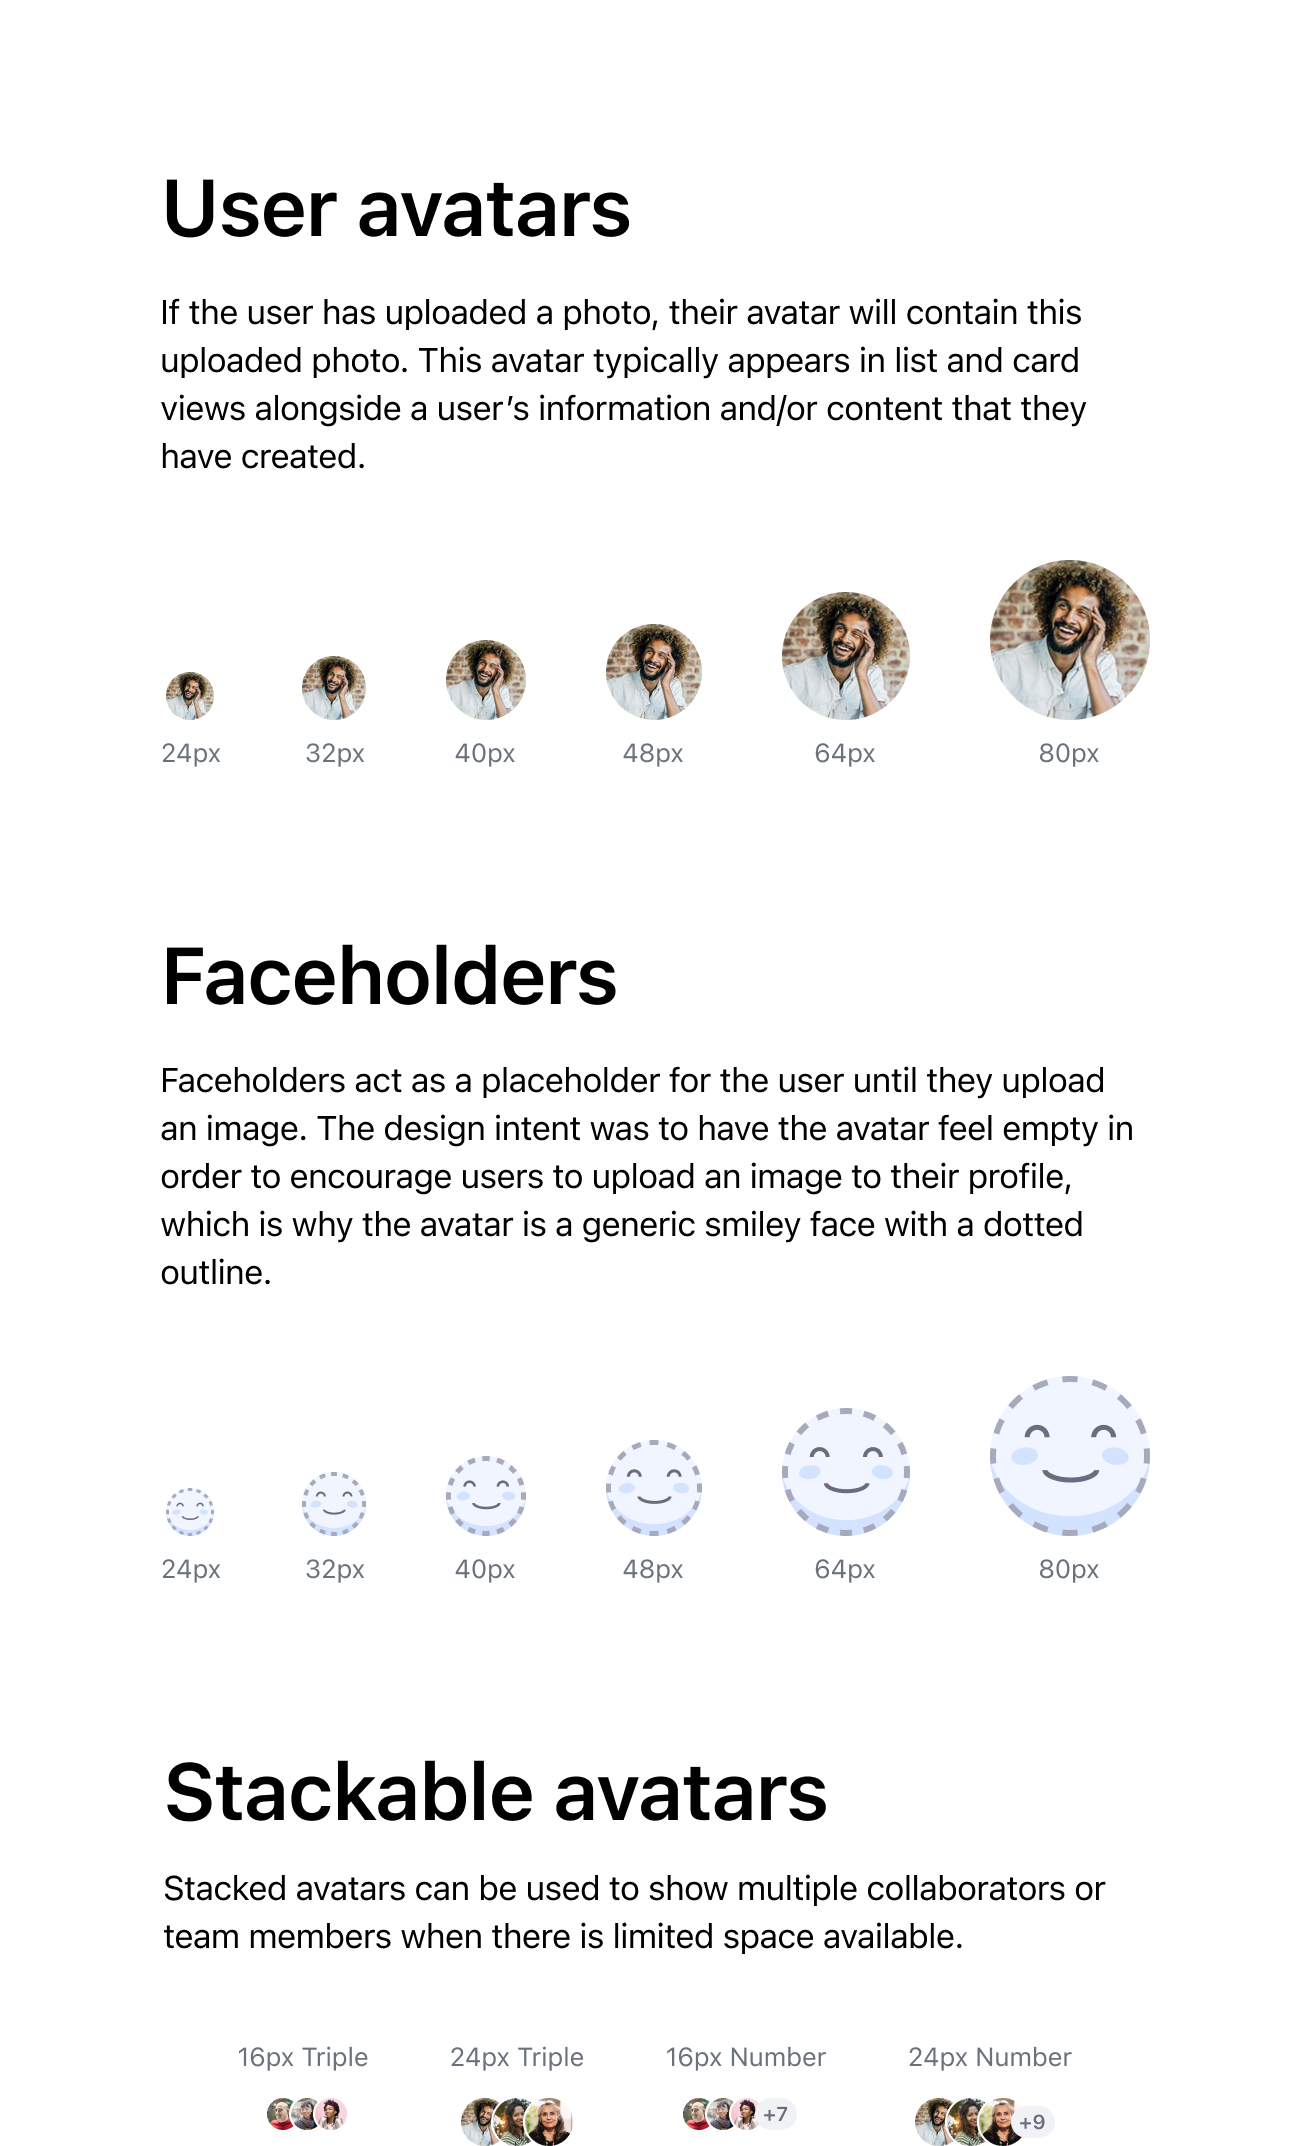 User avatars
If the user has uploaded a photo, their avatar will contain this
uploaded photo. This avatar typically appears in list and card
views alongside a user’s information and/or content that they
have created.
24px 32px 40px 48px 64px 80px
Faceholders
Faceholders act as a placeholder for the user until they upload
an image. The design intent was to have the avatar feel empty in
order to encourage users to upload an image to their profile,
which is why the avatar is a generic smiley face with a dotted
outline.
24px 32px 40px 48px 64px 80px
Stackable avatars
Stacked avatars can be used to show multiple collaborators or
team members when there is limited space available.
16px Triple 24px Triple 16px Number 24px Number
+7 +9